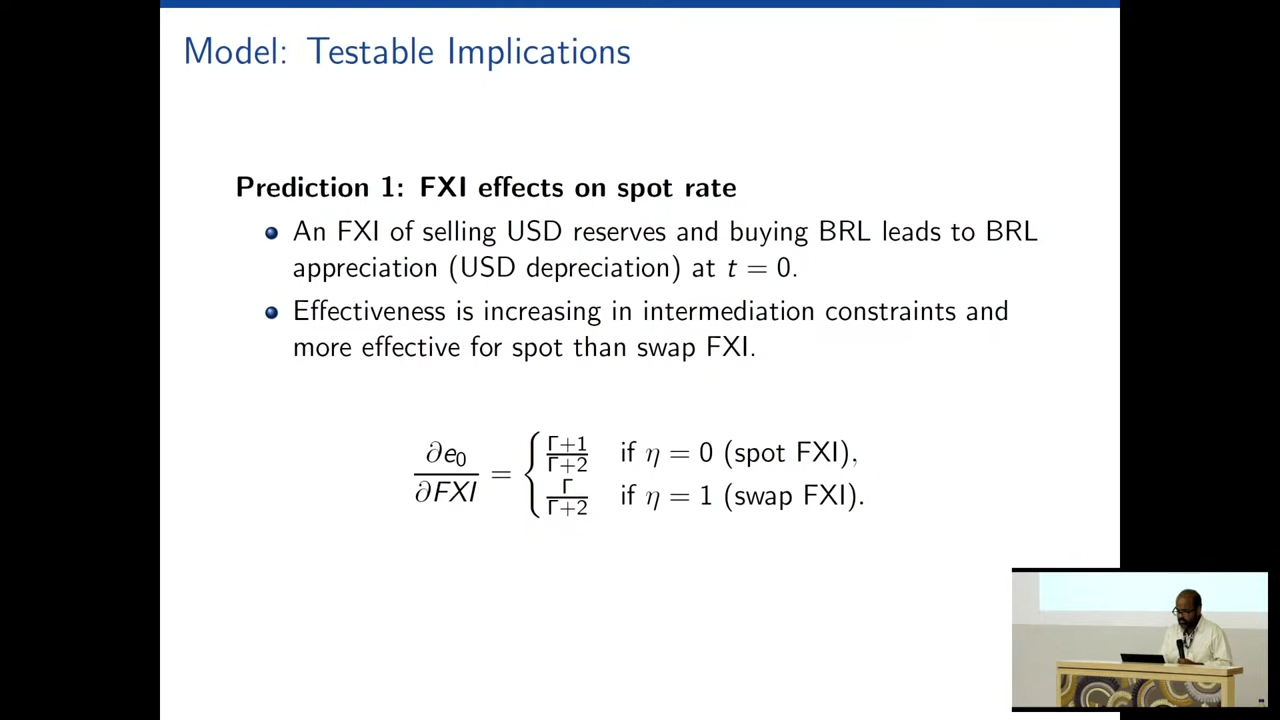 Model: Testable Implications
Prediction 1: FXI effects on spot rate
An FXI of selling USD reserves and buying BRL leads to BRL
appreciation (USD depreciation) at t = 0.
Effectiveness is increasing in intermediation constraints and
more effective for spot than swap FXI.
∂e₀/∂FXI = { (Γ+1)/(Γ+2) if η = 0 (spot FXI),
Γ/(Γ+2) if η = 1 (swap FXI).